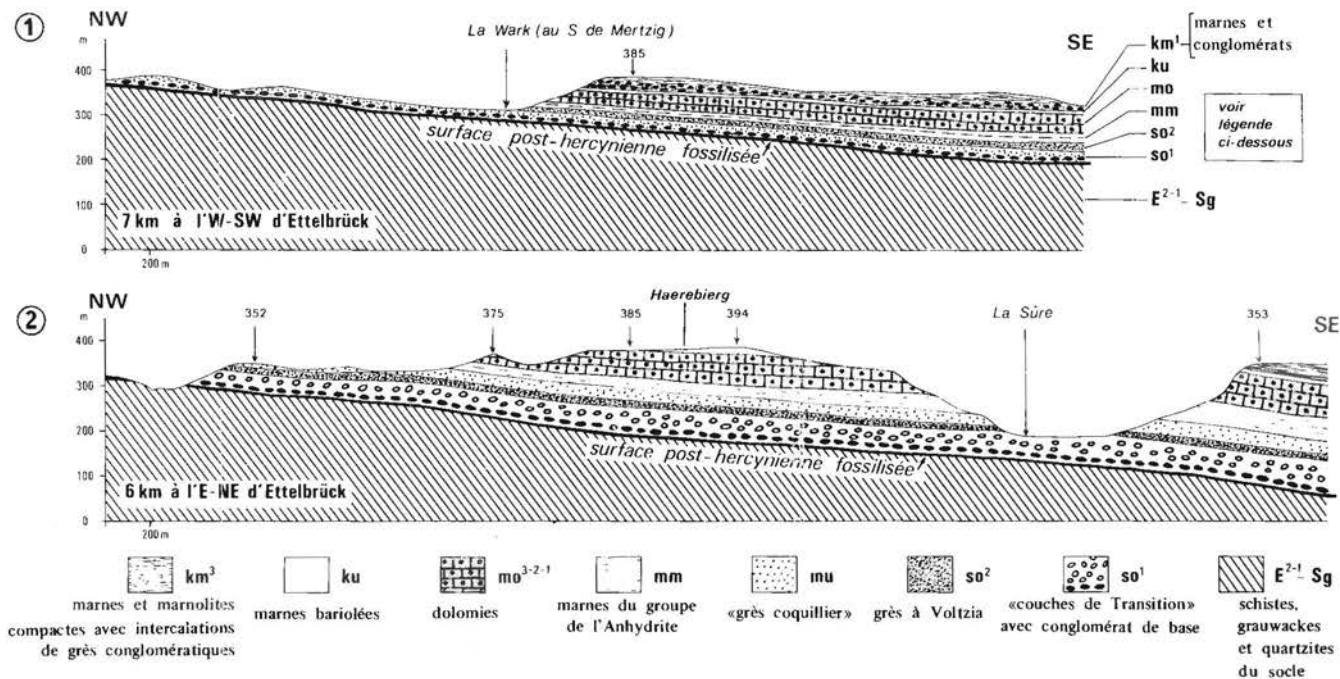 ① NW
m
La Wark (au S de Mertzig)
385
SE
km¹ marnes et
conglomérats
ku
mo
mm
so²
so¹
E²⁻¹ - Sg
voir
légende
ci-dessous
400
300
200
100
0
surface post-hercynienne fossilisée
7 km à l'W-SW d'Ettelbrück
200 m
② NW
m
352
375
385
Haerebierg
394
La Sûre
353
SE
400
300
200
100
0
surface post-hercynienne fossilisée
6 km à l'E-NE d'Ettelbrück
200 m
km³
marnes et marnolites
compactes avec intercalations
de grès conglomératiques
ku
marnes bariolées
mo³⁻²⁻¹
dolomies
mm
marnes du groupe
de l'Anhydrite
mu
«grès coquillier»
so²
grès à Voltzia
so¹
«couches de Transition»
avec conglomérat de base
E²⁻¹ Sg
schistes,
grauwackes
et quartzites
du socle